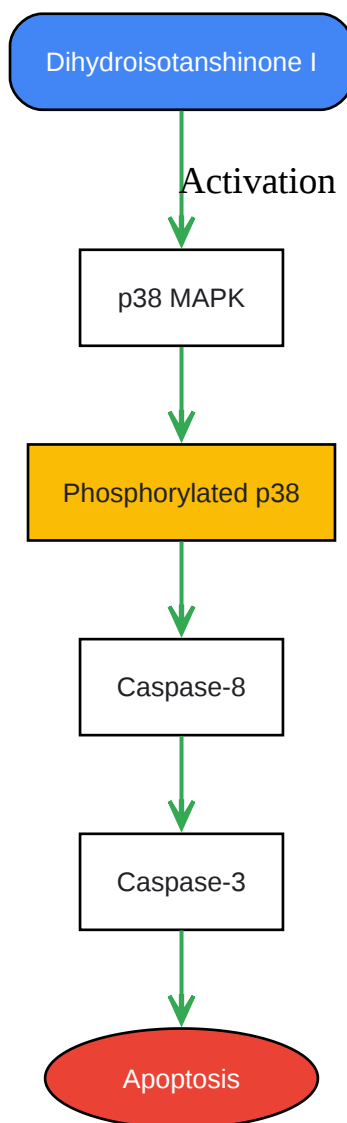 Dihydroisotanshinone I
Activation
p38 MAPK
Phosphorylated p38
Caspase-8
Caspase-3
Apoptosis